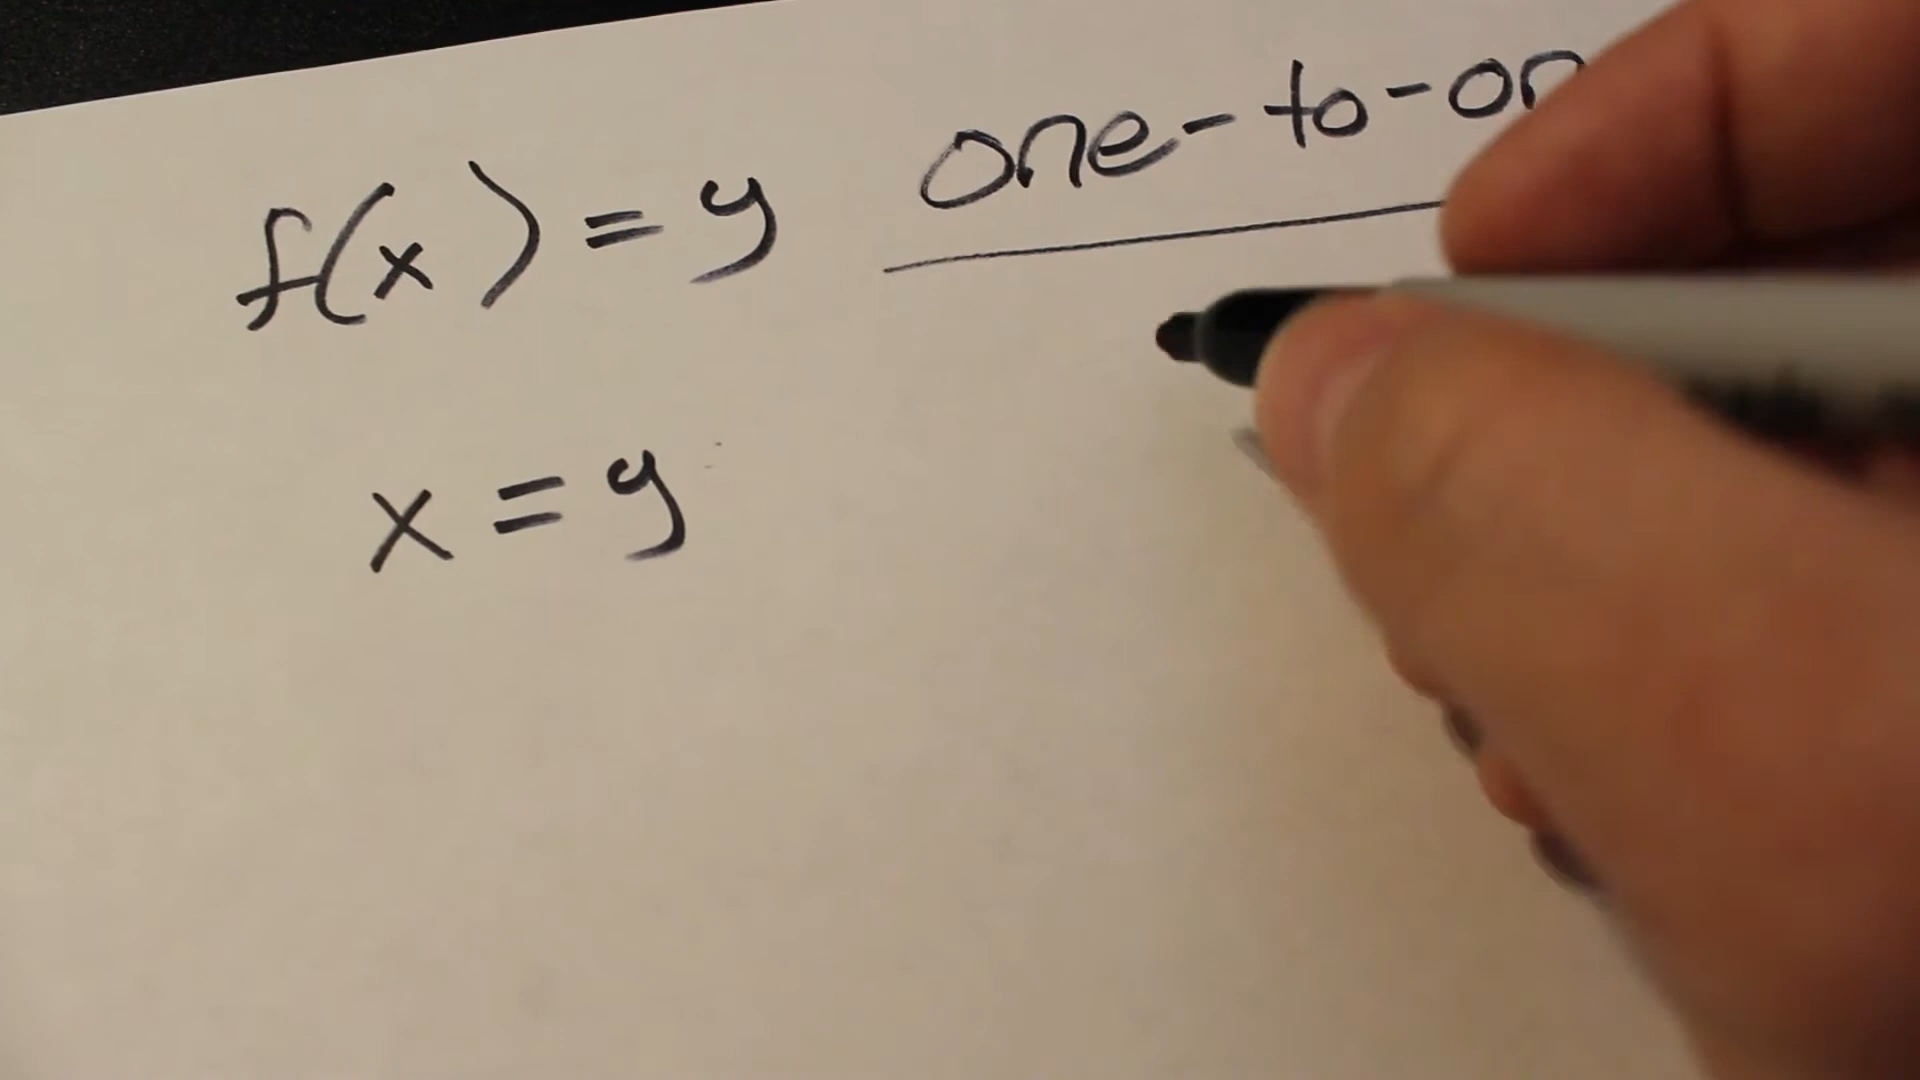 f(x) = y one-to-on
x = y